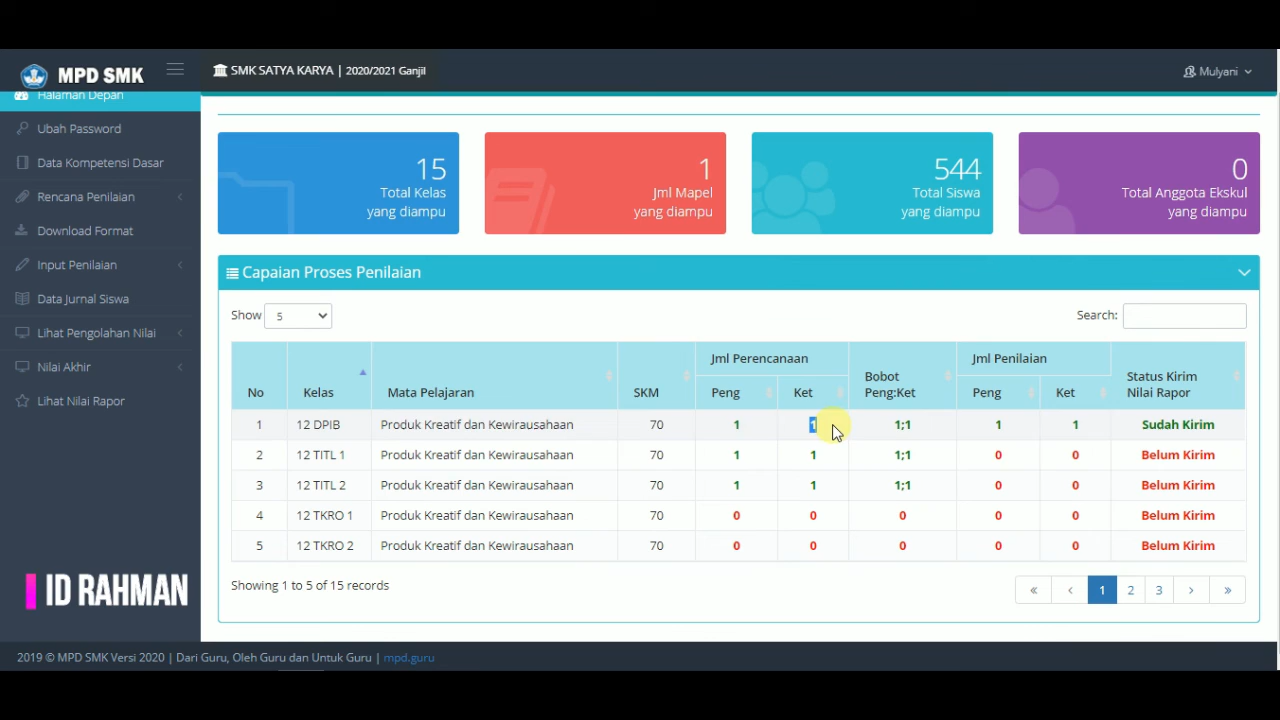 MPD SMK
SMK SATYA KARYA | 2020/2021 Ganjil
Mulyani
Halaman Depan
Ubah Password
Data Kompetensi Dasar
Rencana Penilaian
Download Format
Input Penilaian
Data Jurnal Siswa
Lihat Pengolahan Nilai
Nilai Akhir
Lihat Nilai Rapor
ID RAHMAN
15
Total Kelas
yang diampu
1
Jml Mapel
yang diampu
544
Total Siswa
yang diampu
0
Total Anggota Ekskul
yang diampu
Capaian Proses Penilaian
Show 5
Search:
No Kelas Mata Pelajaran SKM Jml Perencanaan Bobot Peng:Ket Jml Penilaian Status Kirim Nilai Rapor
Peng Ket Peng Ket
1 12 DPIB Produk Kreatif dan Kewirausahaan 70 1 1 1;1 1 1 Sudah Kirim
2 12 TITL 1 Produk Kreatif dan Kewirausahaan 70 1 1 1;1 0 0 Belum Kirim
3 12 TITL 2 Produk Kreatif dan Kewirausahaan 70 1 1 1;1 0 0 Belum Kirim
4 12 TKRO 1 Produk Kreatif dan Kewirausahaan 70 0 0 0 0 0 Belum Kirim
5 12 TKRO 2 Produk Kreatif dan Kewirausahaan 70 0 0 0 0 0 Belum Kirim
Showing 1 to 5 of 15 records
« ‹ 1 2 3 › »
2019 © MPD SMK Versi 2020 | Dari Guru, Oleh Guru dan Untuk Guru | mpd.guru